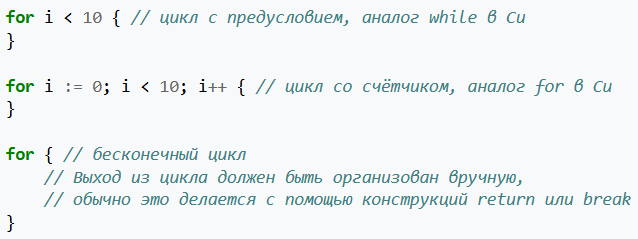 for i < 10 { // цикл с предусловием, аналог while в Си
}
for i := 0; i < 10; i++ { // цикл со счётчиком, аналог for в Си
}
for { // бесконечный цикл
    // Выход из цикла должен быть организован вручную,
    // обычно это делается с помощью конструкций return или break
}